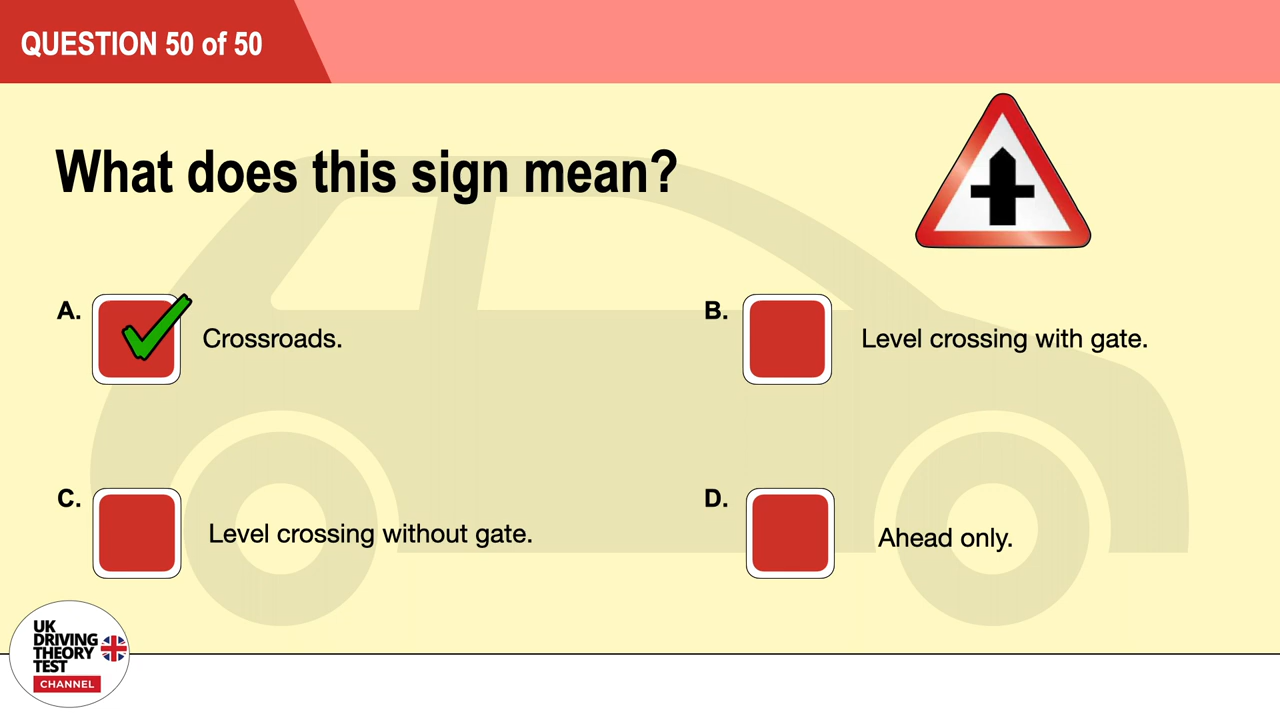 QUESTION 50 of 50
What does this sign mean?
A.
Crossroads.
B.
Level crossing with gate.
C.
Level crossing without gate.
D.
Ahead only.
UK
DRIVING
THEORY
TEST
CHANNEL